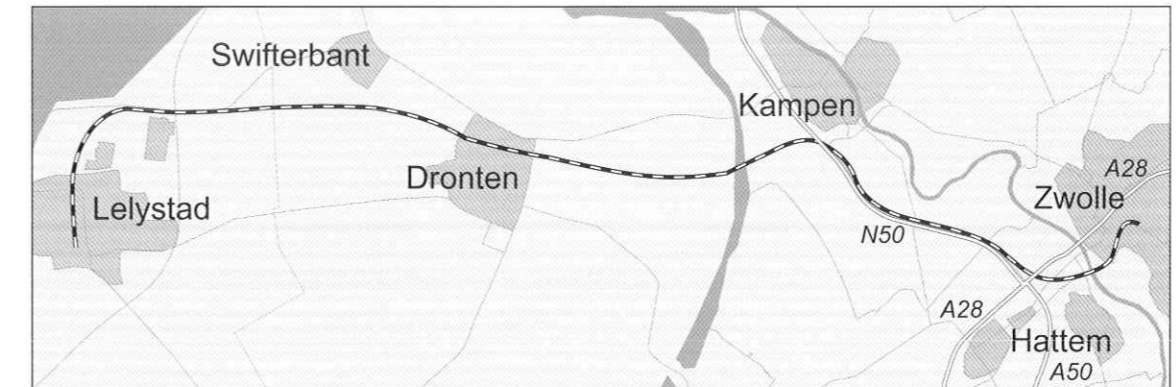 Swifterbant
Kampen
A28
Dronten
Zwolle
Lelystad
N50
A28
Hattem
A50